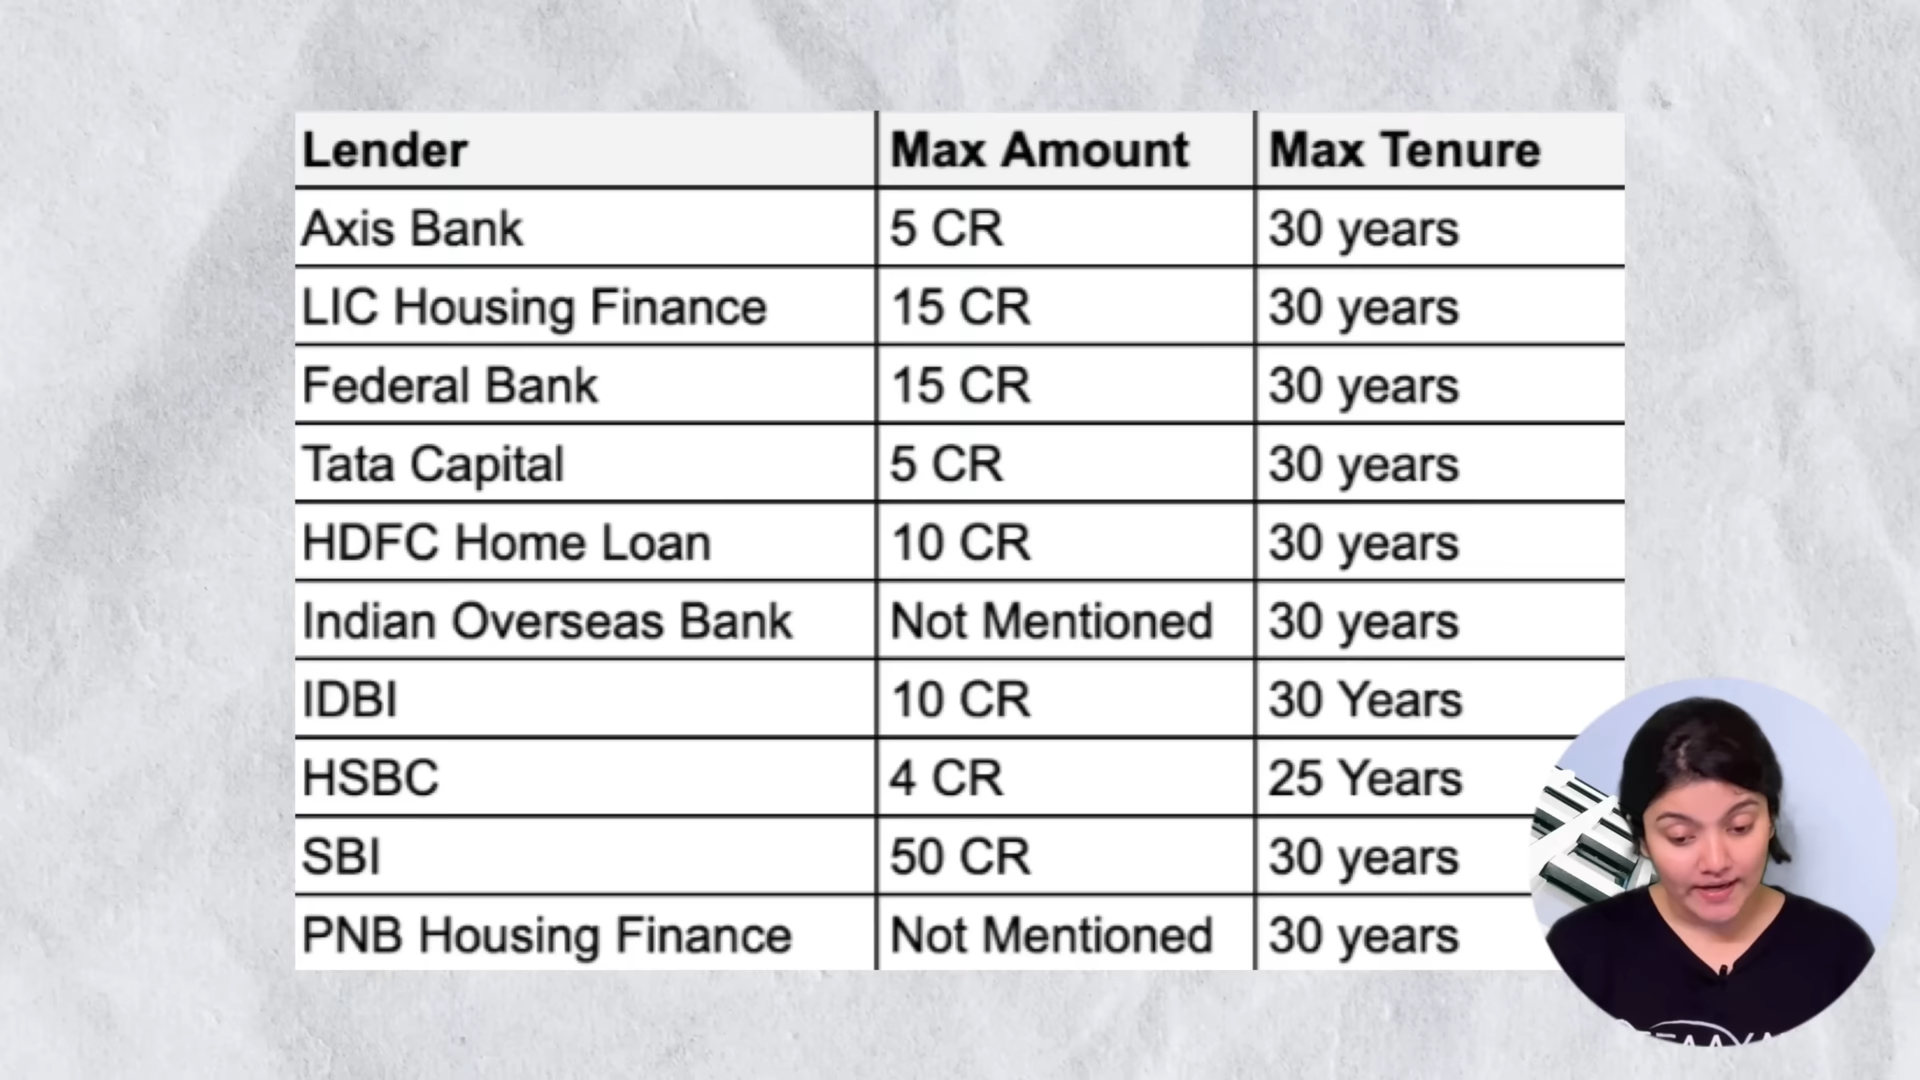 Lender Max Amount Max Tenure
Axis Bank 5 CR 30 years
LIC Housing Finance 15 CR 30 years
Federal Bank 15 CR 30 years
Tata Capital 5 CR 30 years
HDFC Home Loan 10 CR 30 years
Indian Overseas Bank Not Mentioned 30 years
IDBI 10 CR 30 Years
HSBC 4 CR 25 Years
SBI 50 CR 30 years
PNB Housing Finance Not Mentioned 30 years